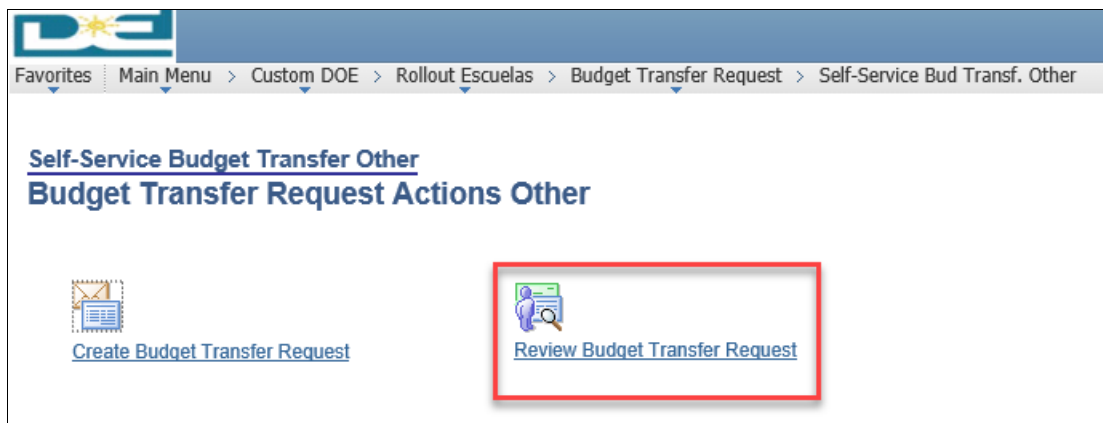 DE
Favorites Main Menu > Custom DOE > Rollout Escuelas > Budget Transfer Request > Self-Service Bud Transf. Other
Self-Service Budget Transfer Other
Budget Transfer Request Actions Other
Create Budget Transfer Request
Review Budget Transfer Request